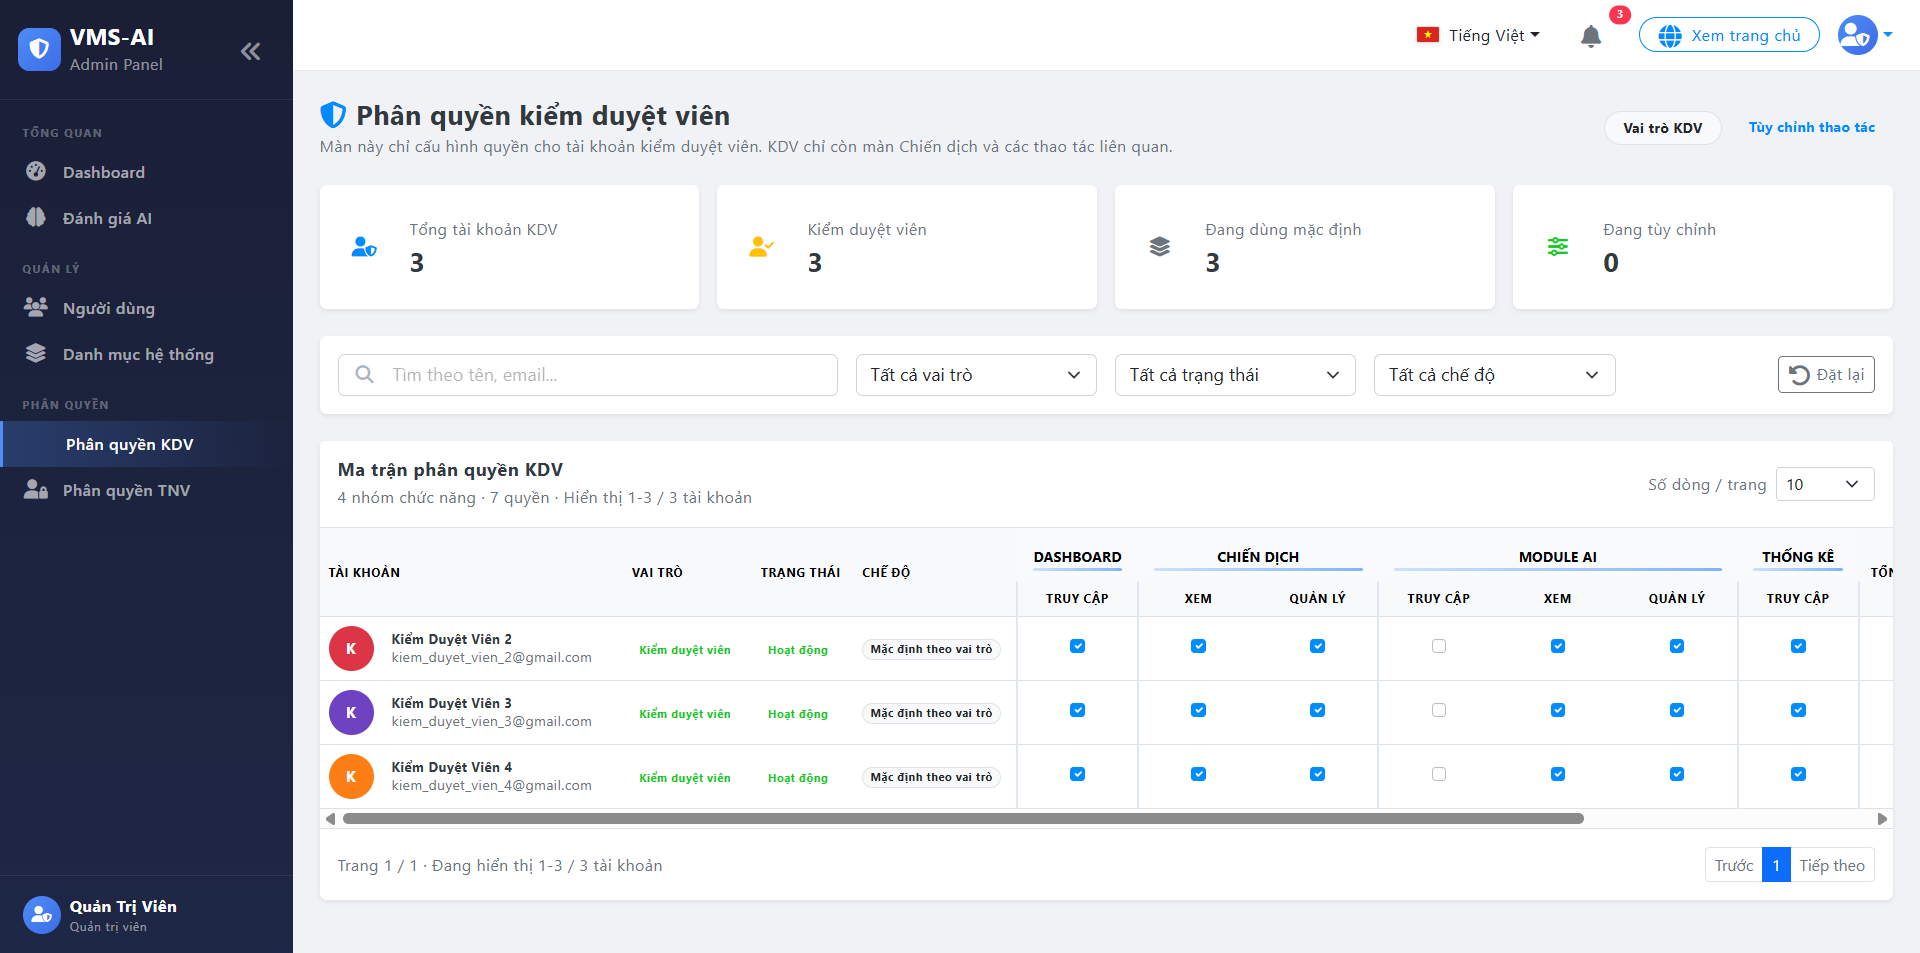 VMS-AI
Admin Panel
TỔNG QUAN
Dashboard
Đánh giá AI
QUẢN LÝ
Người dùng
Danh mục hệ thống
PHÂN QUYỀN
Phân quyền KDV
Phân quyền TNV
Quản Trị Viên
Quản trị viên
Tiếng Việt
3
Xem trang chủ
Phân quyền kiểm duyệt viên
Màn này chỉ cấu hình quyền cho tài khoản kiểm duyệt viên. KDV chỉ còn màn Chiến dịch và các thao tác liên quan.
Vai trò KDV
Tùy chỉnh thao tác
Tổng tài khoản KDV
3
Kiểm duyệt viên
3
Đang dùng mặc định
3
Đang tùy chỉnh
0
Tìm theo tên, email...
Tất cả vai trò
Tất cả trạng thái
Tất cả chế độ
Đặt lại
Ma trận phân quyền KDV
4 nhóm chức năng · 7 quyền · Hiển thị 1-3 / 3 tài khoản
Số dòng / trang
10
TÀI KHOẢN VAI TRÒ TRẠNG THÁI CHẾ ĐỘ DASHBOARD CHIẾN DỊCH MODULE AI THỐNG KÊ
TRUY CẬP XEM QUẢN LÝ TRUY CẬP XEM QUẢN LÝ TRUY CẬP
K
Kiểm Duyệt Viên 2
kiem_duyet_vien_2@gmail.com
Kiểm duyệt viên
Hoạt động
Mặc định theo vai trò
K
Kiểm Duyệt Viên 3
kiem_duyet_vien_3@gmail.com
Kiểm duyệt viên
Hoạt động
Mặc định theo vai trò
K
Kiểm Duyệt Viên 4
kiem_duyet_vien_4@gmail.com
Kiểm duyệt viên
Hoạt động
Mặc định theo vai trò
Trang 1 / 1 · Đang hiển thị 1-3 / 3 tài khoản
Trước
1
Tiếp theo